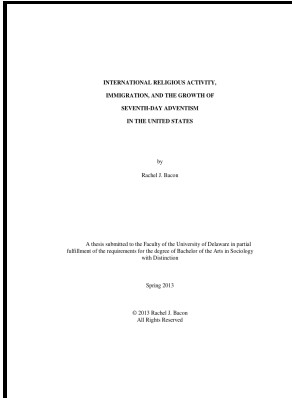 INTERNATIONAL RELIGIOUS ACTIVITY,
IMMIGRATION, AND THE GROWTH OF
SEVENTH-DAY ADVENTISM
IN THE UNITED STATES
by
Rachel J. Bacon
A thesis submitted to the Faculty of the University of Delaware in partial
fulfillment of the requirements for the degree of Bachelor of the Arts in Sociology
with Distinction
Spring 2013
© 2013 Rachel J. Bacon
All Rights Reserved